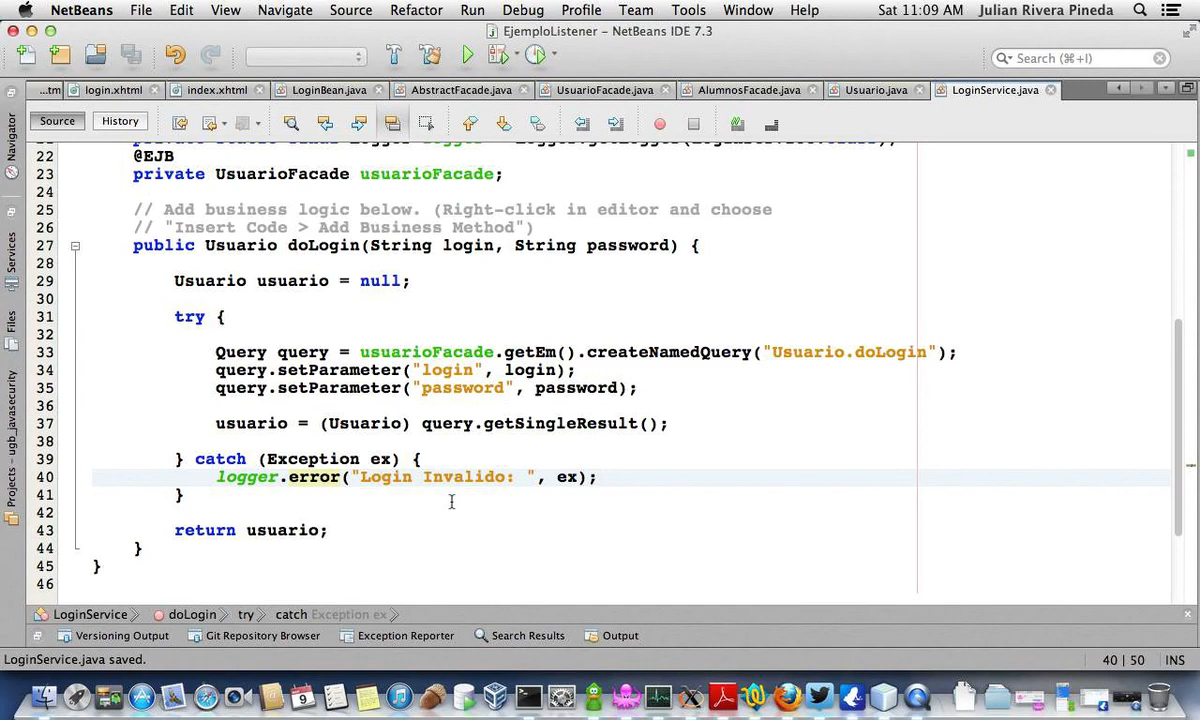 NetBeans File Edit View Navigate Source Refactor Run Debug Profile Team Tools Window Help Sat 11:09 AM Julian Rivera Pineda
EjemploListener – NetBeans IDE 7.3
Search (⌘+I)
...tm login.xhtml index.xhtml LoginBean.java AbstractFacade.java UsuarioFacade.java AlumnosFacade.java Usuario.java LoginService.java
Source History
Navigator
Services
Files
Projects – ugb_javasecurity
22 @EJB
23 private UsuarioFacade usuarioFacade;
24
25 // Add business logic below. (Right-click in editor and choose
26 // "Insert Code > Add Business Method")
27 public Usuario doLogin(String login, String password) {
28
29 Usuario usuario = null;
30
31 try {
32
33 Query query = usuarioFacade.getEm().createNamedQuery("Usuario.doLogin");
34 query.setParameter("login", login);
35 query.setParameter("password", password);
36
37 usuario = (Usuario) query.getSingleResult();
38
39 } catch (Exception ex) {
40 logger.error("Login Invalido: ", ex);
41 }
42
43 return usuario;
44 }
45 }
46
LoginService doLogin try catch Exception ex
Versioning Output Git Repository Browser Exception Reporter Search Results Output
LoginService.java saved. 40 | 50 INS